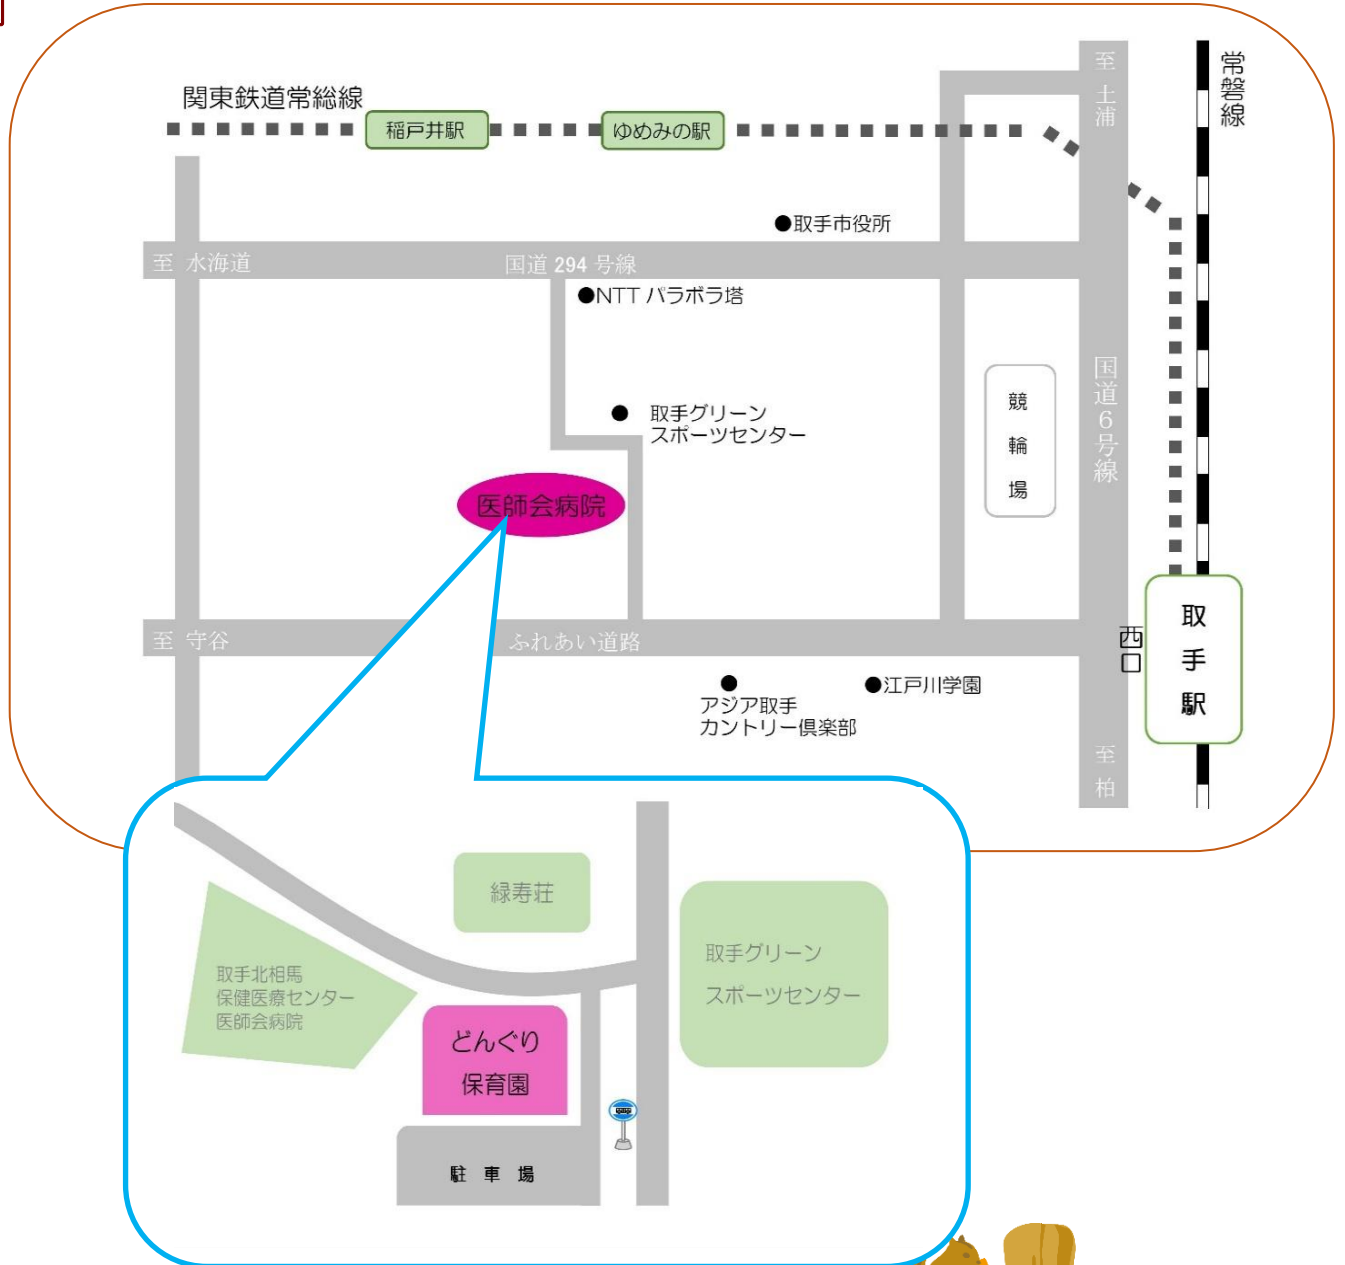 常磐線
至 土浦
関東鉄道常総線
稲戸井駅
ゆめみの駅
●取手市役所
至 水海道
国道 294 号線
●NTT パラボラ塔
国道6号線
競輪場
● 取手グリーン
スポーツセンター
医師会病院
至 守谷
ふれあい道路
西口
取手駅
●
アジア取手
カントリー倶楽部
●江戸川学園
至 柏
緑寿荘
取手グリーン
スポーツセンター
取手北相馬
保健医療センター
医師会病院
どんぐり
保育園
駐 車 場